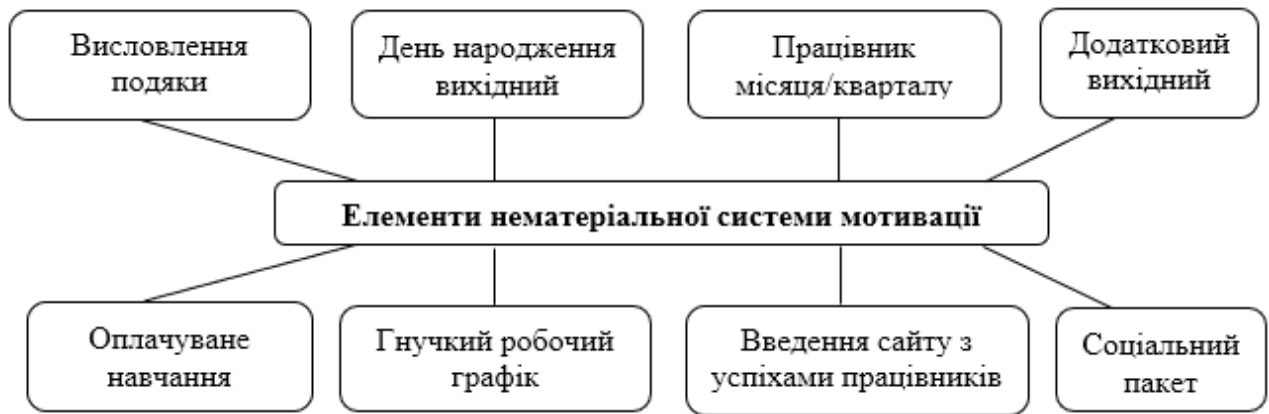 Висловлення
подяки
День народження
вихідний
Працівник
місяця/кварталу
Додатковий
вихідний
Елементи нематеріальної системи мотивації
Оплачуване
навчання
Гнучкий робочий
графік
Введення сайту з
успіхами працівників
Соціальний
пакет